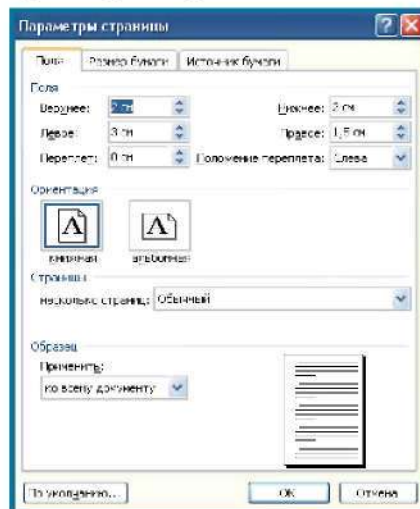 Параметры страницы
Поля Размер бумаги Источник бумаги
Поля
Верхнее: 2 см Нижнее: 2 см
Левое: 3 см Правое: 1,5 см
Переплет: 0 см Положение переплета: Слева
Ориентация
А А
книжная альбомная
Страницы
несколько страниц: Обычный
Образец
Применить:
ко всему документу
По умолчанию... ОК Отмена